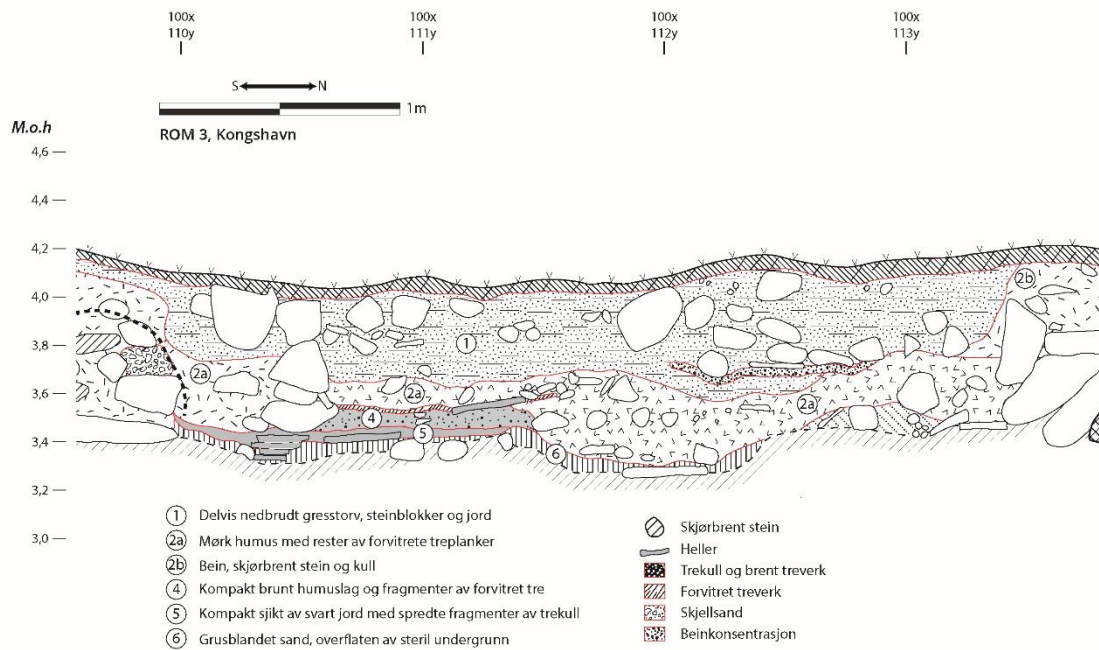 100x 100x 100x 100x
110y 111y 112y 113y
S N
1m
ROM 3, Kongshavn
M.o.h
4,6
4,4
4,2
4,0
3,8
3,6
3,4
3,2
3,0
2b
1
2a
2a
2a
4
5
6
1 Delvis nedbrudt gresstorv, steinblokker og jord
2a Mørk humus med rester av forvitrete treplanker
2b Bein, skjørbrent stein og kull
4 Kompakt brunt humuslag og fragmenter av forvitret tre
5 Kompakt sjikt av svart jord med spredte fragmenter av trekull
6 Grusblandet sand, overflaten av steril undergrunn
Skjørbrent stein
Heller
Trekull og brent treverk
Forvitret treverk
Skjellsand
Beinkonsentrasjon